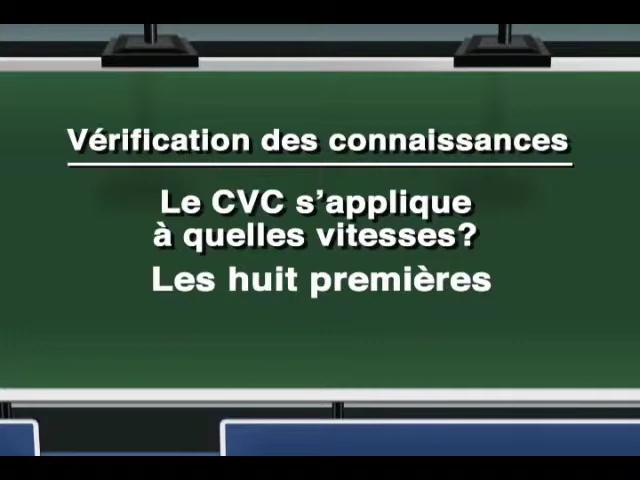 Vérification des connaissances
Le CVC s'applique
à quelles vitesses?
Les huit premières